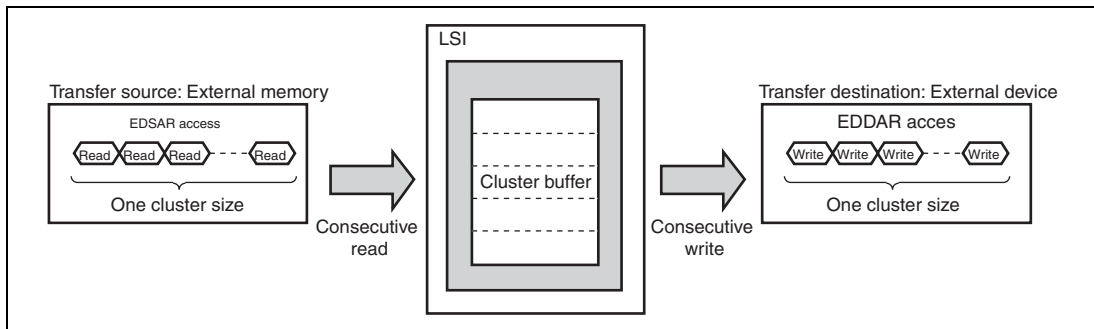 LSI
Transfer source: External memory
EDSAR access
Read Read Read Read
One cluster size
Consecutive
read
Cluster buffer
Consecutive
write
Transfer destination: External device
EDDAR acces
Write Write Write Write
One cluster size